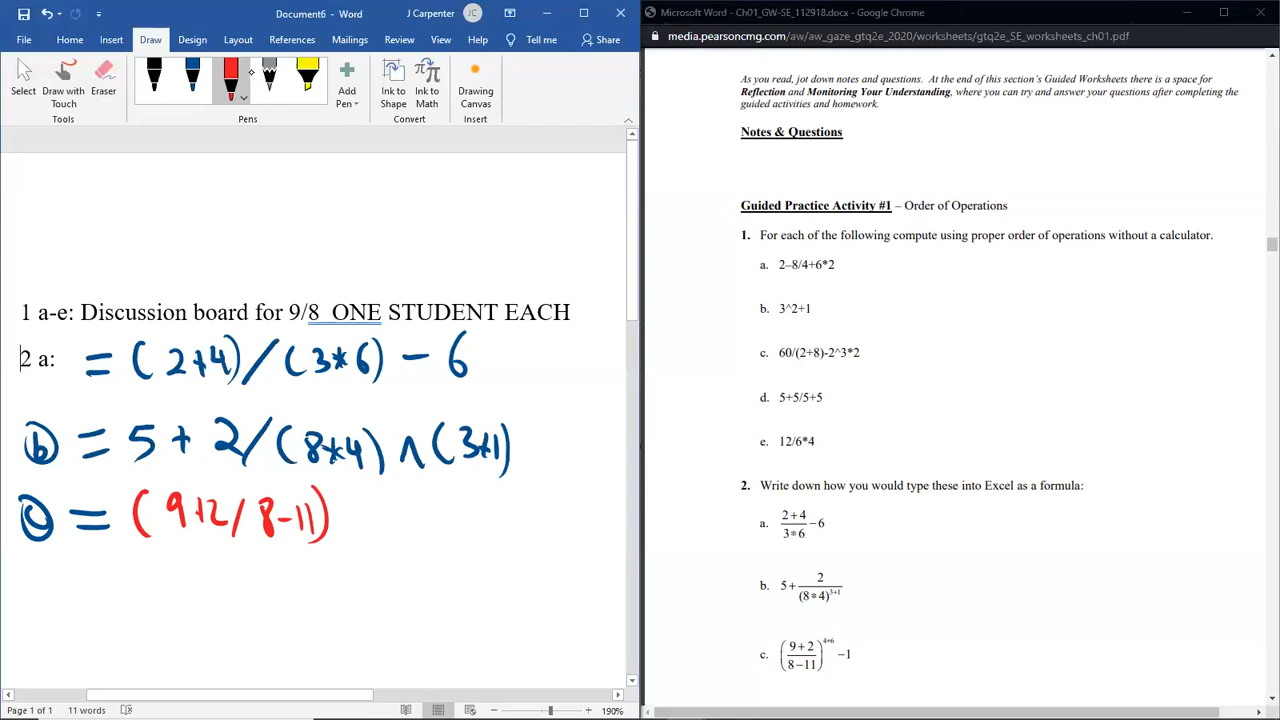 Document6 - Word
J Carpenter
JC
File
Home
Insert
Draw
Design
Layout
References
Mailings
Review
View
Help
Tell me
Share
Select
Draw with Touch
Eraser
Add Pen
Ink to Shape
Ink to Math
Drawing Canvas
Tools
Pens
Convert
Insert
1 a-e: Discussion board for 9/8 ONE STUDENT EACH
2 a: = (2+4)/(3*6) - 6
b = 5 + 2/(8*4)^(3+1)
c = (9+2/8-11)
Page 1 of 1
11 words
190%
Microsoft Word - Ch01_GW-SE_112918.docx - Google Chrome
media.pearsoncmg.com/aw/aw_gaze_gtq2e_2020/worksheets/gtq2e_SE_worksheets_ch01.pdf
As you read, jot down notes and questions. At the end of this section's Guided Worksheets there is a space for
Reflection and Monitoring Your Understanding, where you can try and answer your questions after completing the
guided activities and homework.
Notes & Questions
Guided Practice Activity #1 – Order of Operations
1. For each of the following compute using proper order of operations without a calculator.
a. 2–8/4+6*2
b. 3^2+1
c. 60/(2+8)-2^3*2
d. 5+5/5+5
e. 12/6*4
2. Write down how you would type these into Excel as a formula:
a. 2+4
3*6
–6
b. 5+
2
(8*4)3+1
c. (9+2
8–11)
–1